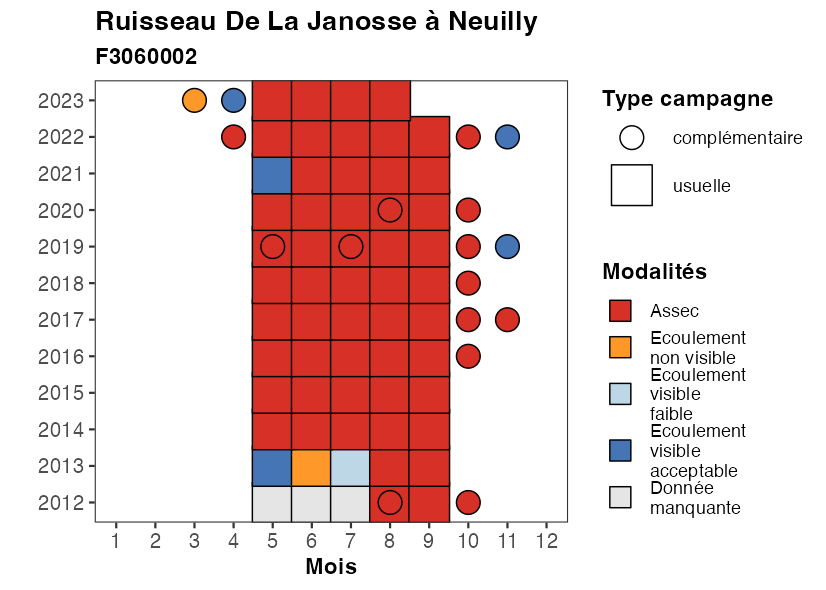 Ruisseau De La Janosse à Neuilly
F3060002
2023
2022
2021
2020
2019
2018
2017
2016
2015
2014
2013
2012
1 2 3 4 5 6 7 8 9 10 11 12
Mois
Type campagne
complémentaire
usuelle
Modalités
Assec
Ecoulement
non visible
Ecoulement
visible
faible
Ecoulement
visible
acceptable
Donnée
manquante